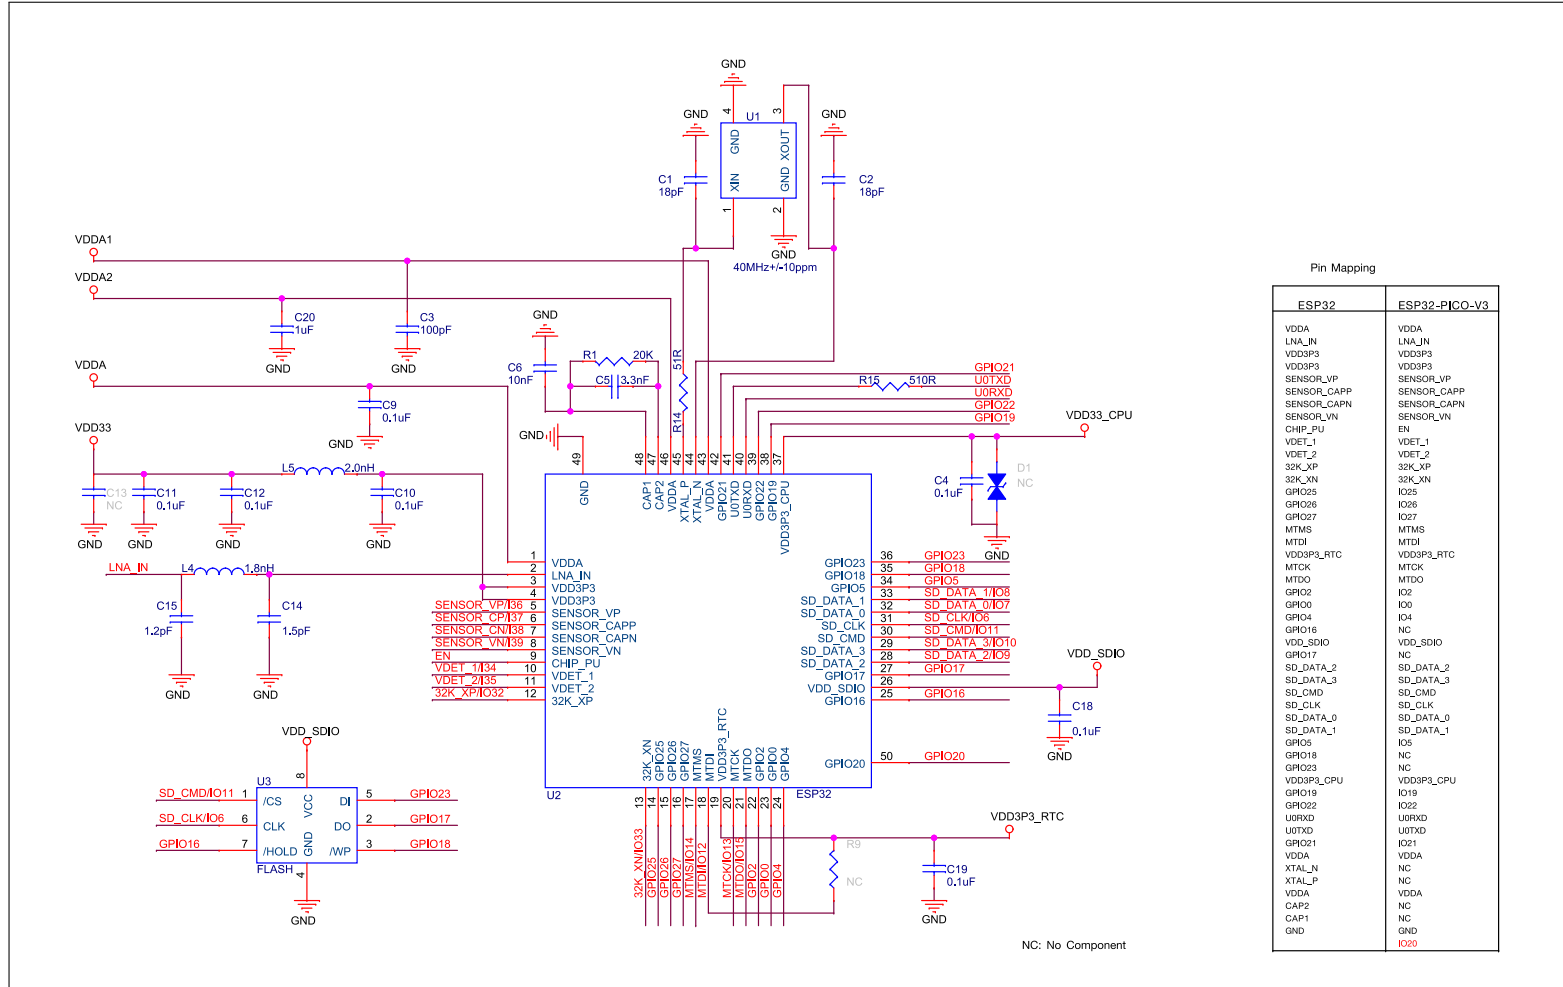 GND
4
3
U1
GND
GND
GND
XOUT
C1
18pF
XIN
GND
C2
18pF
1
2
GND
40MHz+/-10ppm
VDDA1
VDDA2
C20
1uF
GND
C3
100pF
GND
GND
C6
10nF
R1
20K
C5
3.3nF
51R
R14
GPIO21
R15
510R
U0TXD
U0RXD
GPIO22
GPIO19
VDDA
C9
0.1uF
GND
VDD33
VDD33_CPU
C13
NC
GND
C11
0.1uF
GND
C12
0.1uF
GND
L5
2.0nH
C10
0.1uF
GND
GND
49
48
47
46
45
44
43
42
41
40
39
38
37
GND
CAP1
CAP2
VDDA
XTAL_P
XTAL_N
VDDA
GPIO21
U0TXD
U0RXD
GPIO22
GPIO19
VDD3P3_CPU
C4
0.1uF
D1
NC
GND
LNA_IN
L4
1.8nH
C15
1.2pF
GND
C14
1.5pF
GND
1 VDDA
2 LNA_IN
3 VDD3P3
4 VDD3P3
SENSOR_VP/I36 5 SENSOR_VP
SENSOR_CP/I37 6 SENSOR_CAPP
SENSOR_CN/I38 7 SENSOR_CAPN
SENSOR_VN/I39 8 SENSOR_VN
EN 9 CHIP_PU
VDET_1/I34 10 VDET_1
VDET_2/I35 11 VDET_2
32K_XP/IO32 12 32K_XP
GPIO23 36 GPIO23
GPIO18 35 GPIO18
GPIO5 34 GPIO5
SD_DATA_1 33 SD_DATA_1/IO8
SD_DATA_0 32 SD_DATA_0/IO7
SD_CLK 31 SD_CLK/IO6
SD_CMD 30 SD_CMD/IO11
SD_DATA_3 29 SD_DATA_3/IO10
SD_DATA_2 28 SD_DATA_2/IO9
GPIO17 27 GPIO17
VDD_SDIO 26
GPIO16 25 GPIO16
GPIO20 50 GPIO20
VDD_SDIO
C18
0.1uF
GND
32K_XN
GPIO25
GPIO26
GPIO27
MTMS
MTDI
VDD3P3_RTC
MTCK
MTDO
GPIO2
GPIO0
GPIO4
U2
ESP32
13
14
15
16
17
18
19
20
21
22
23
24
32K_XN/IO33
GPIO25
GPIO26
GPIO27
MTMS/IO14
MTDI/IO12
MTCK/IO13
MTDO/IO15
GPIO2
GPIO0
GPIO4
VDD3P3_RTC
R9
NC
C19
0.1uF
GND
VDD_SDIO
8
U3
SD_CMD/IO11 1 /CS
SD_CLK/IO6 6 CLK
GPIO16 7 /HOLD
VCC
GND
DI 5 GPIO23
DO 2 GPIO17
/WP 3 GPIO18
FLASH
4
GND
NC: No Component
Pin Mapping
ESP32 ESP32-PICO-V3
VDDA VDDA
LNA_IN LNA_IN
VDD3P3 VDD3P3
VDD3P3 VDD3P3
SENSOR_VP SENSOR_VP
SENSOR_CAPP SENSOR_CAPP
SENSOR_CAPN SENSOR_CAPN
SENSOR_VN SENSOR_VN
CHIP_PU EN
VDET_1 VDET_1
VDET_2 VDET_2
32K_XP 32K_XP
32K_XN 32K_XN
GPIO25 IO25
GPIO26 IO26
GPIO27 IO27
MTMS MTMS
MTDI MTDI
VDD3P3_RTC VDD3P3_RTC
MTCK MTCK
MTDO MTDO
GPIO2 IO2
GPIO0 IO0
GPIO4 IO4
GPIO16 NC
VDD_SDIO VDD_SDIO
GPIO17 NC
SD_DATA_2 SD_DATA_2
SD_DATA_3 SD_DATA_3
SD_CMD SD_CMD
SD_CLK SD_CLK
SD_DATA_0 SD_DATA_0
SD_DATA_1 SD_DATA_1
GPIO5 IO5
GPIO18 NC
GPIO23 NC
VDD3P3_CPU VDD3P3_CPU
GPIO19 IO19
GPIO22 IO22
U0RXD U0RXD
U0TXD U0TXD
GPIO21 IO21
VDDA VDDA
XTAL_N NC
XTAL_P NC
VDDA VDDA
CAP2 NC
CAP1 NC
GND GND
IO20